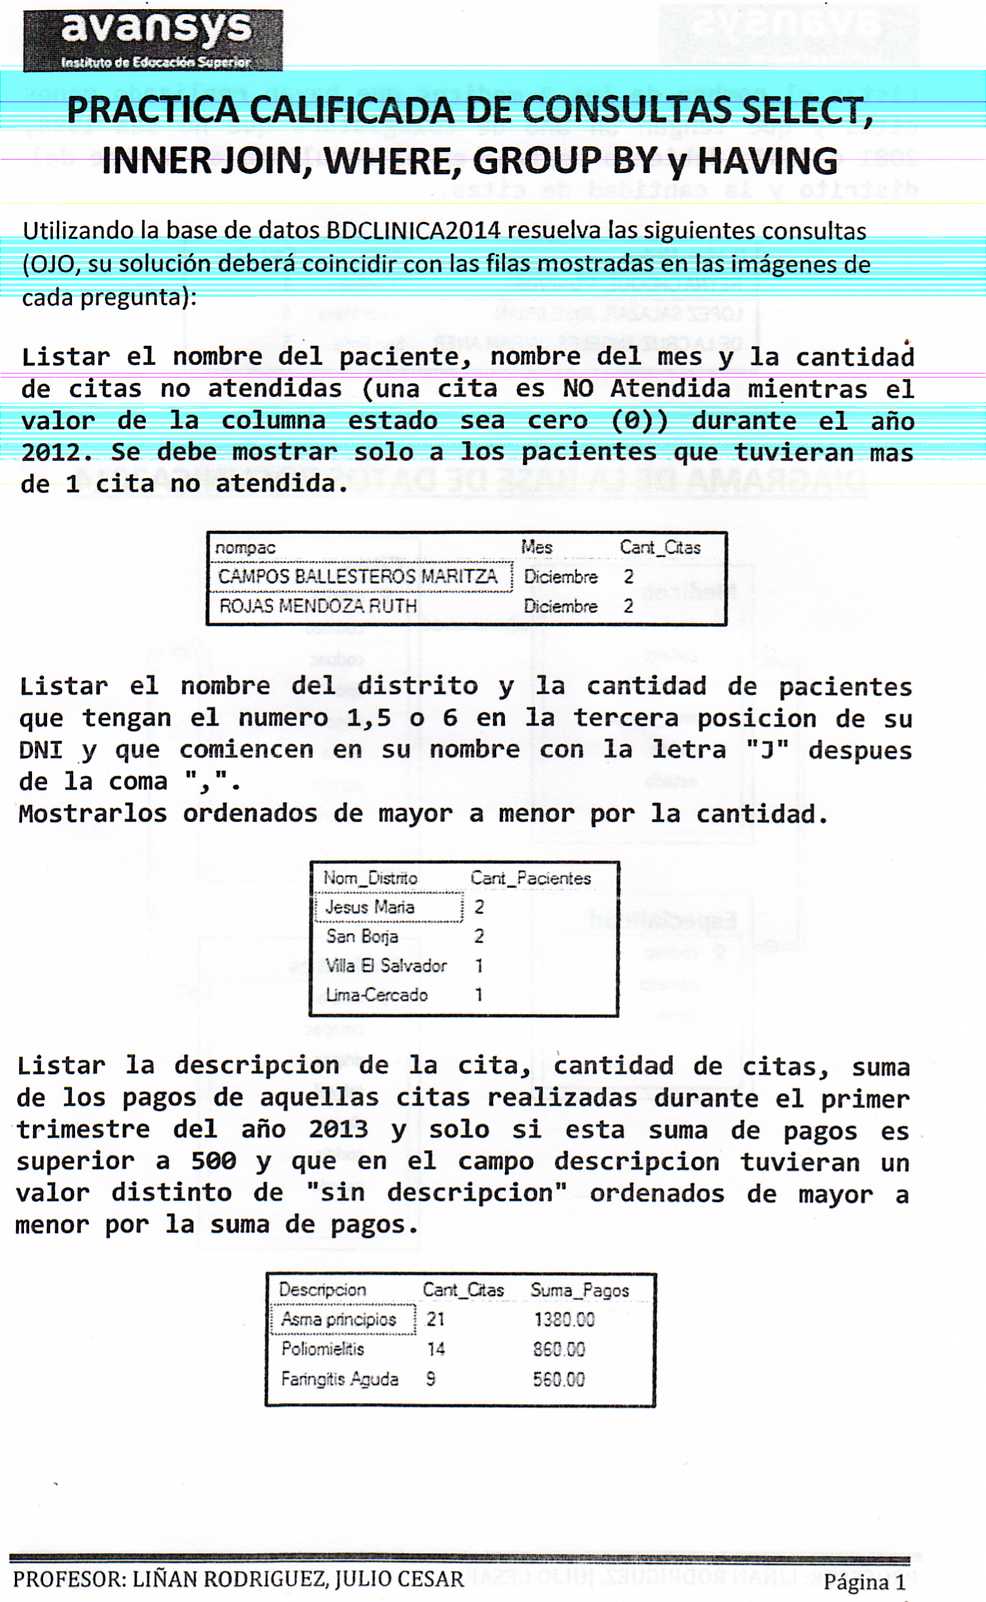 avansys
Instituto de Educación Superior
PRACTICA CALIFICADA DE CONSULTAS SELECT,
INNER JOIN, WHERE, GROUP BY y HAVING
Utilizando la base de datos BDCLINICA2014 resuelva las siguientes consultas
(OJO, su solución deberá coincidir con las filas mostradas en las imágenes de
cada pregunta):
Listar el nombre del paciente, nombre del mes y la cantidad
de citas no atendidas (una cita es NO Atendida mientras el
valor de la columna estado sea cero (0)) durante el año
2012. Se debe mostrar solo a los pacientes que tuvieran mas
de 1 cita no atendida.
nompac Mes Cant_Citas
CAMPOS BALLESTEROS MARITZA Diciembre 2
ROJAS MENDOZA RUTH Diciembre 2
Listar el nombre del distrito y la cantidad de pacientes
que tengan el numero 1,5 o 6 en la tercera posicion de su
DNI y que comiencen en su nombre con la letra "J" despues
de la coma ",".
Mostrarlos ordenados de mayor a menor por la cantidad.
Nom_Distrito Cant_Pacientes
Jesus Maria 2
San Borja 2
Villa El Salvador 1
Lima-Cercado 1
Listar la descripcion de la cita, cantidad de citas, suma
de los pagos de aquellas citas realizadas durante el primer
trimestre del año 2013 y solo si esta suma de pagos es
superior a 500 y que en el campo descripcion tuvieran un
valor distinto de "sin descripcion" ordenados de mayor a
menor por la suma de pagos.
Descripcion Cant_Citas Suma_Pagos
Asma principios 21 1380.00
Poliomielitis 14 860.00
Faringitis Aguda 9 560.00
PROFESOR: LIÑAN RODRIGUEZ, JULIO CESAR
Página 1